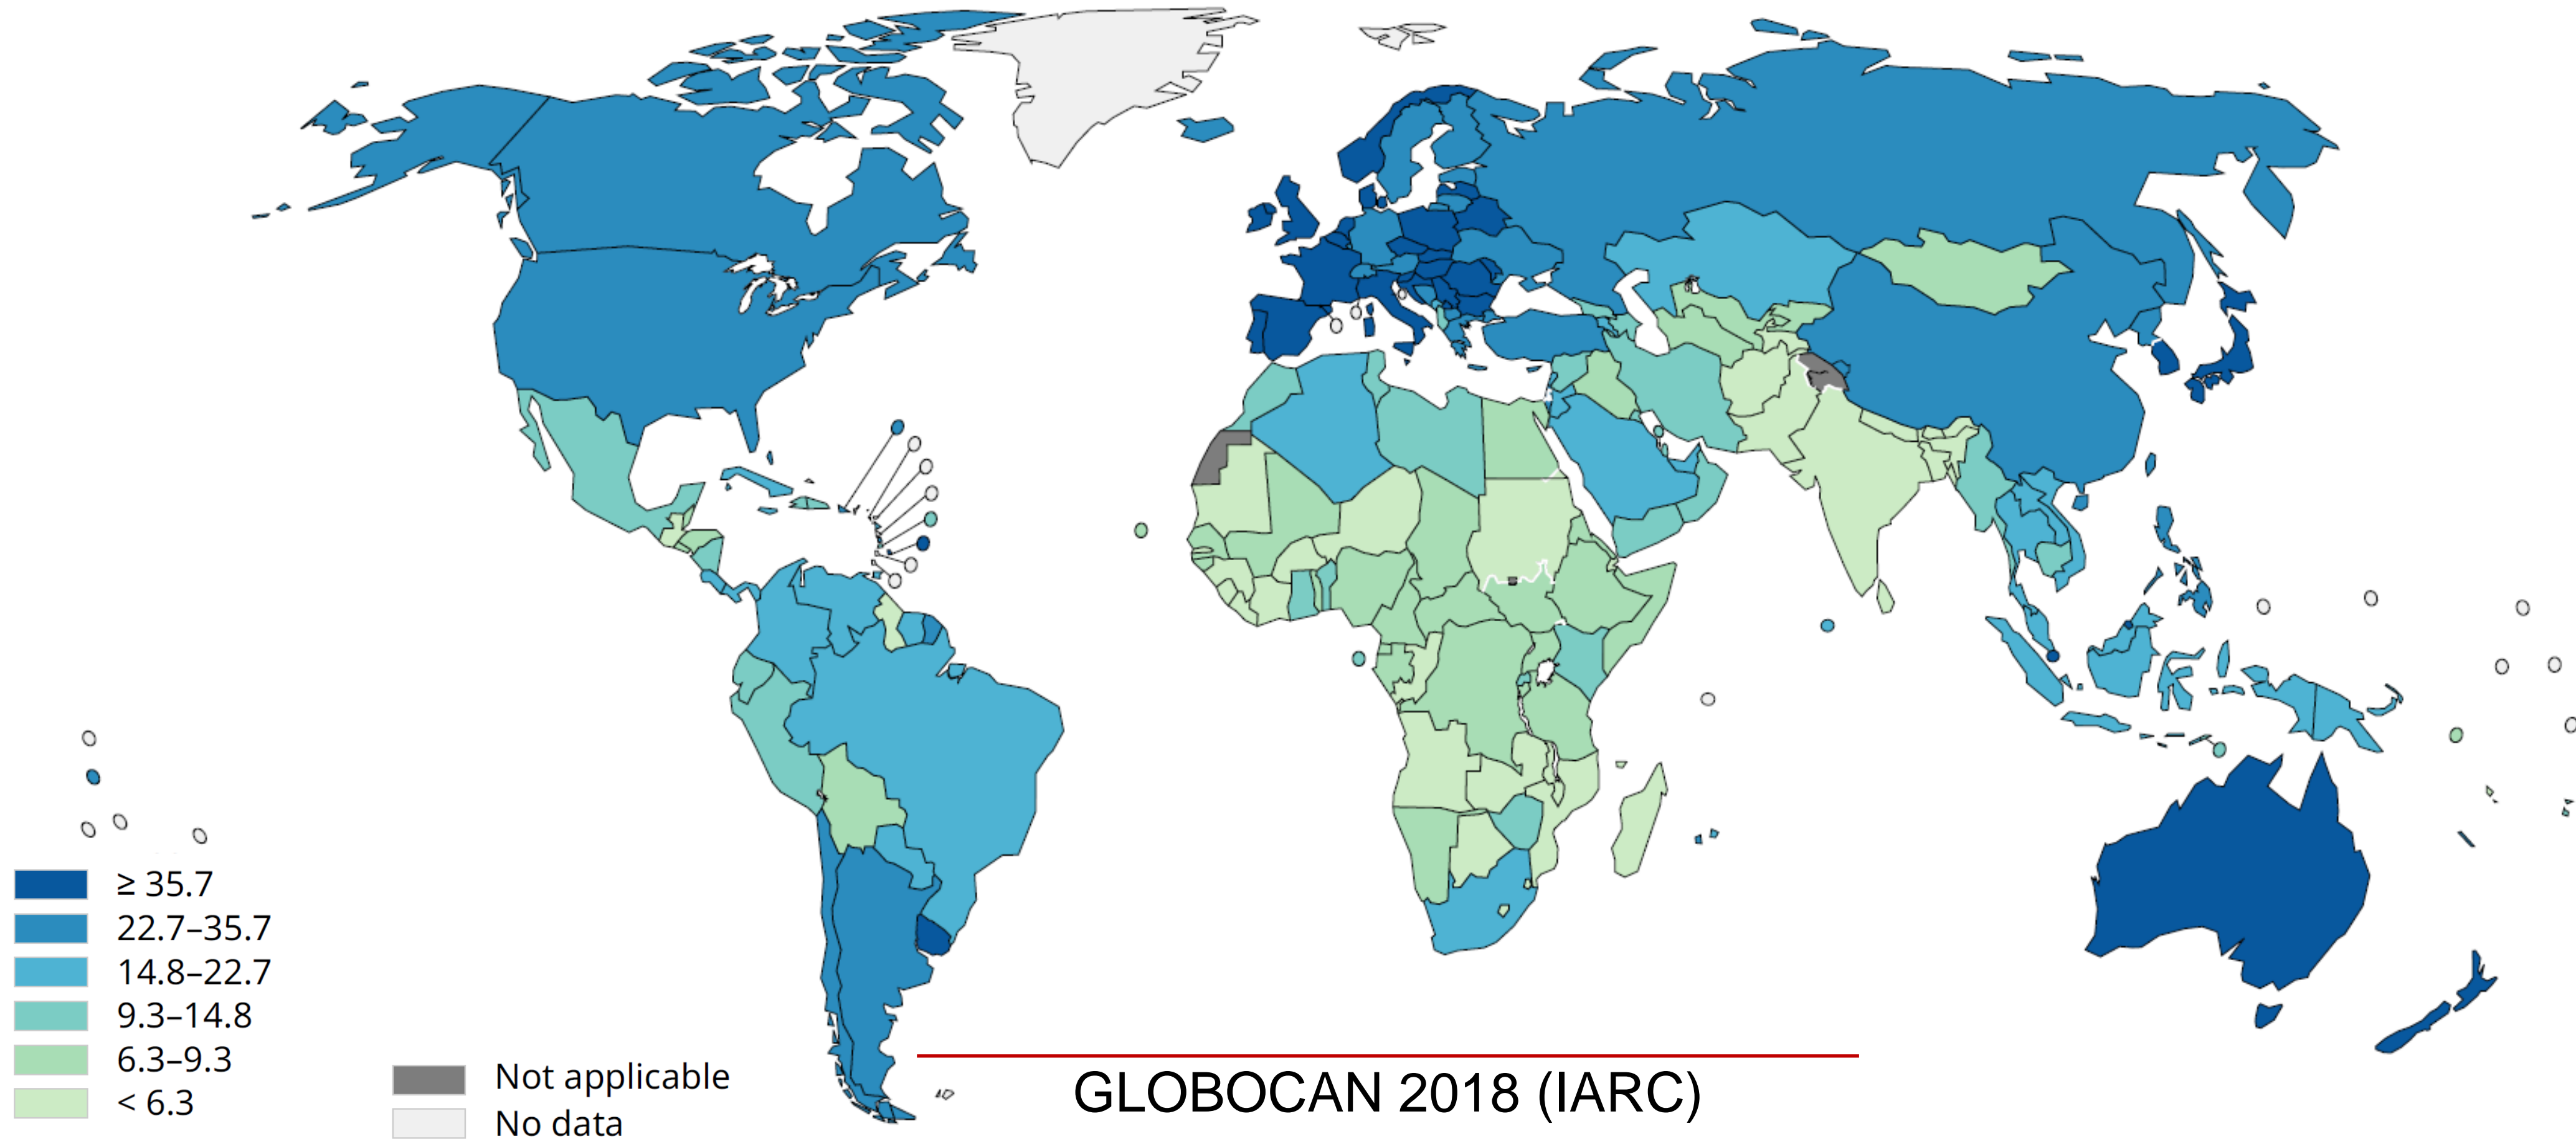 ≥ 35.7
22.7–35.7
14.8–22.7
9.3–14.8
6.3–9.3
< 6.3
Not applicable
No data
GLOBOCAN 2018 (IARC)